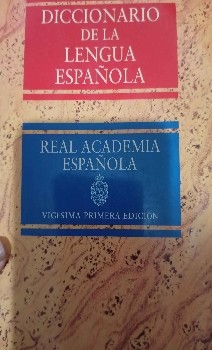 DICCIONARIO
DE LA
LENGUA
ESPAÑOLA
REAL ACADEMIA
ESPAÑOLA
VIGÉSIMA PRIMERA EDICIÓN